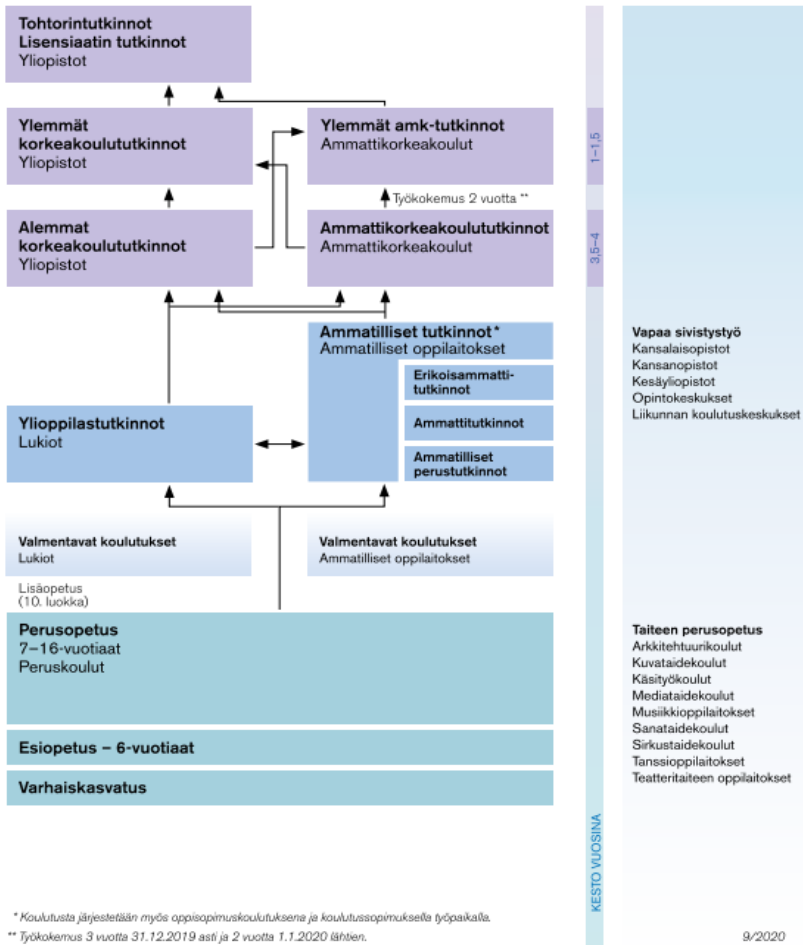 Tohtorintutkinnot
Lisensiaatin tutkinnot
Yliopistot
Ylemmät
korkeakoulututkinnot
Yliopistot
Ylemmät amk-tutkinnot
Ammattikorkeakoulut
1–1,5
Työkokemus 2 vuotta **
Alemmat
korkeakoulututkinnot
Yliopistot
Ammattikorkeakoulututkinnot
Ammattikorkeakoulut
3,5–4
Ammatilliset tutkinnot *
Ammatilliset oppilaitokset
Erikoisammatti-
tutkinnot
Ammattitutkinnot
Ammatilliset
perustutkinnot
Ylioppilastutkinnot
Lukiot
Valmentavat koulutukset
Lukiot
Valmentavat koulutukset
Ammatilliset oppilaitokset
Lisäopetus
(10. luokka)
Perusopetus
7–16-vuotiaat
Peruskoulut
Esiopetus – 6-vuotiaat
Varhaiskasvatus
KESTO VUOSINA
Vapaa sivistystyö
Kansalaisopistot
Kansanopistot
Kesäyliopistot
Opintokeskukset
Liikunnan koulutuskeskukset
Taiteen perusopetus
Arkkitehtuurikoulut
Kuvataidekoulut
Käsityökoulut
Mediataidekoulut
Musiikkioppilaitokset
Sanataidekoulut
Sirkustaidekoulut
Tanssioppilaitokset
Teatteritaiteen oppilaitokset
* Koulutusta järjestetään myös oppisopimuskoulutuksena ja koulutussopimuksella työpaikalla.
** Työkokemus 3 vuotta 31.12.2019 asti ja 2 vuotta 1.1.2020 lähtien.
9/2020